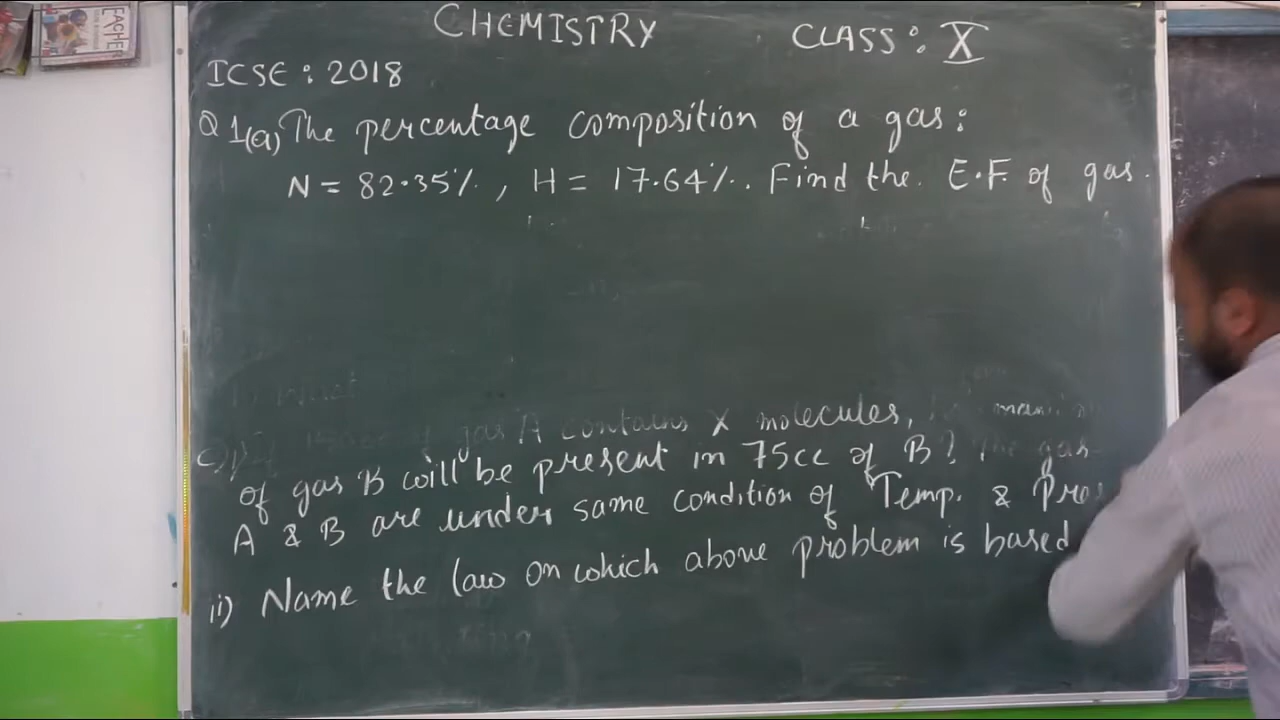 TEACHER
CHEMISTRY CLASS: X
ICSE: 2018
Q 1(a) The percentage composition of a gas:
N = 82.35%, H = 17.64%. Find the E.F. of gas.
gas A contains X molecules,
of gas B will be present in 75cc of B? The gas
A & B are under same condition of Temp. & Pres
ii) Name the law on which above problem is based